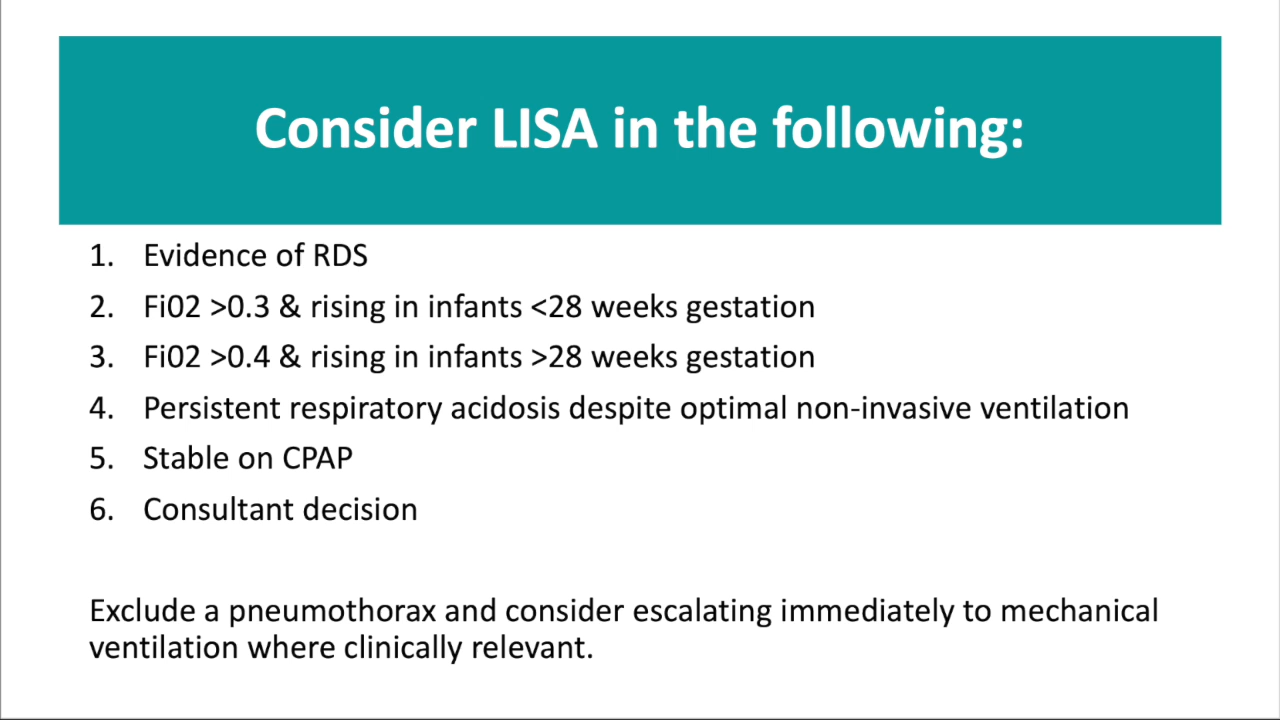 Consider LISA in the following:
1. Evidence of RDS
2. Fi02 >0.3 & rising in infants <28 weeks gestation
3. Fi02 >0.4 & rising in infants >28 weeks gestation
4. Persistent respiratory acidosis despite optimal non-invasive ventilation
5. Stable on CPAP
6. Consultant decision
Exclude a pneumothorax and consider escalating immediately to mechanical
ventilation where clinically relevant.